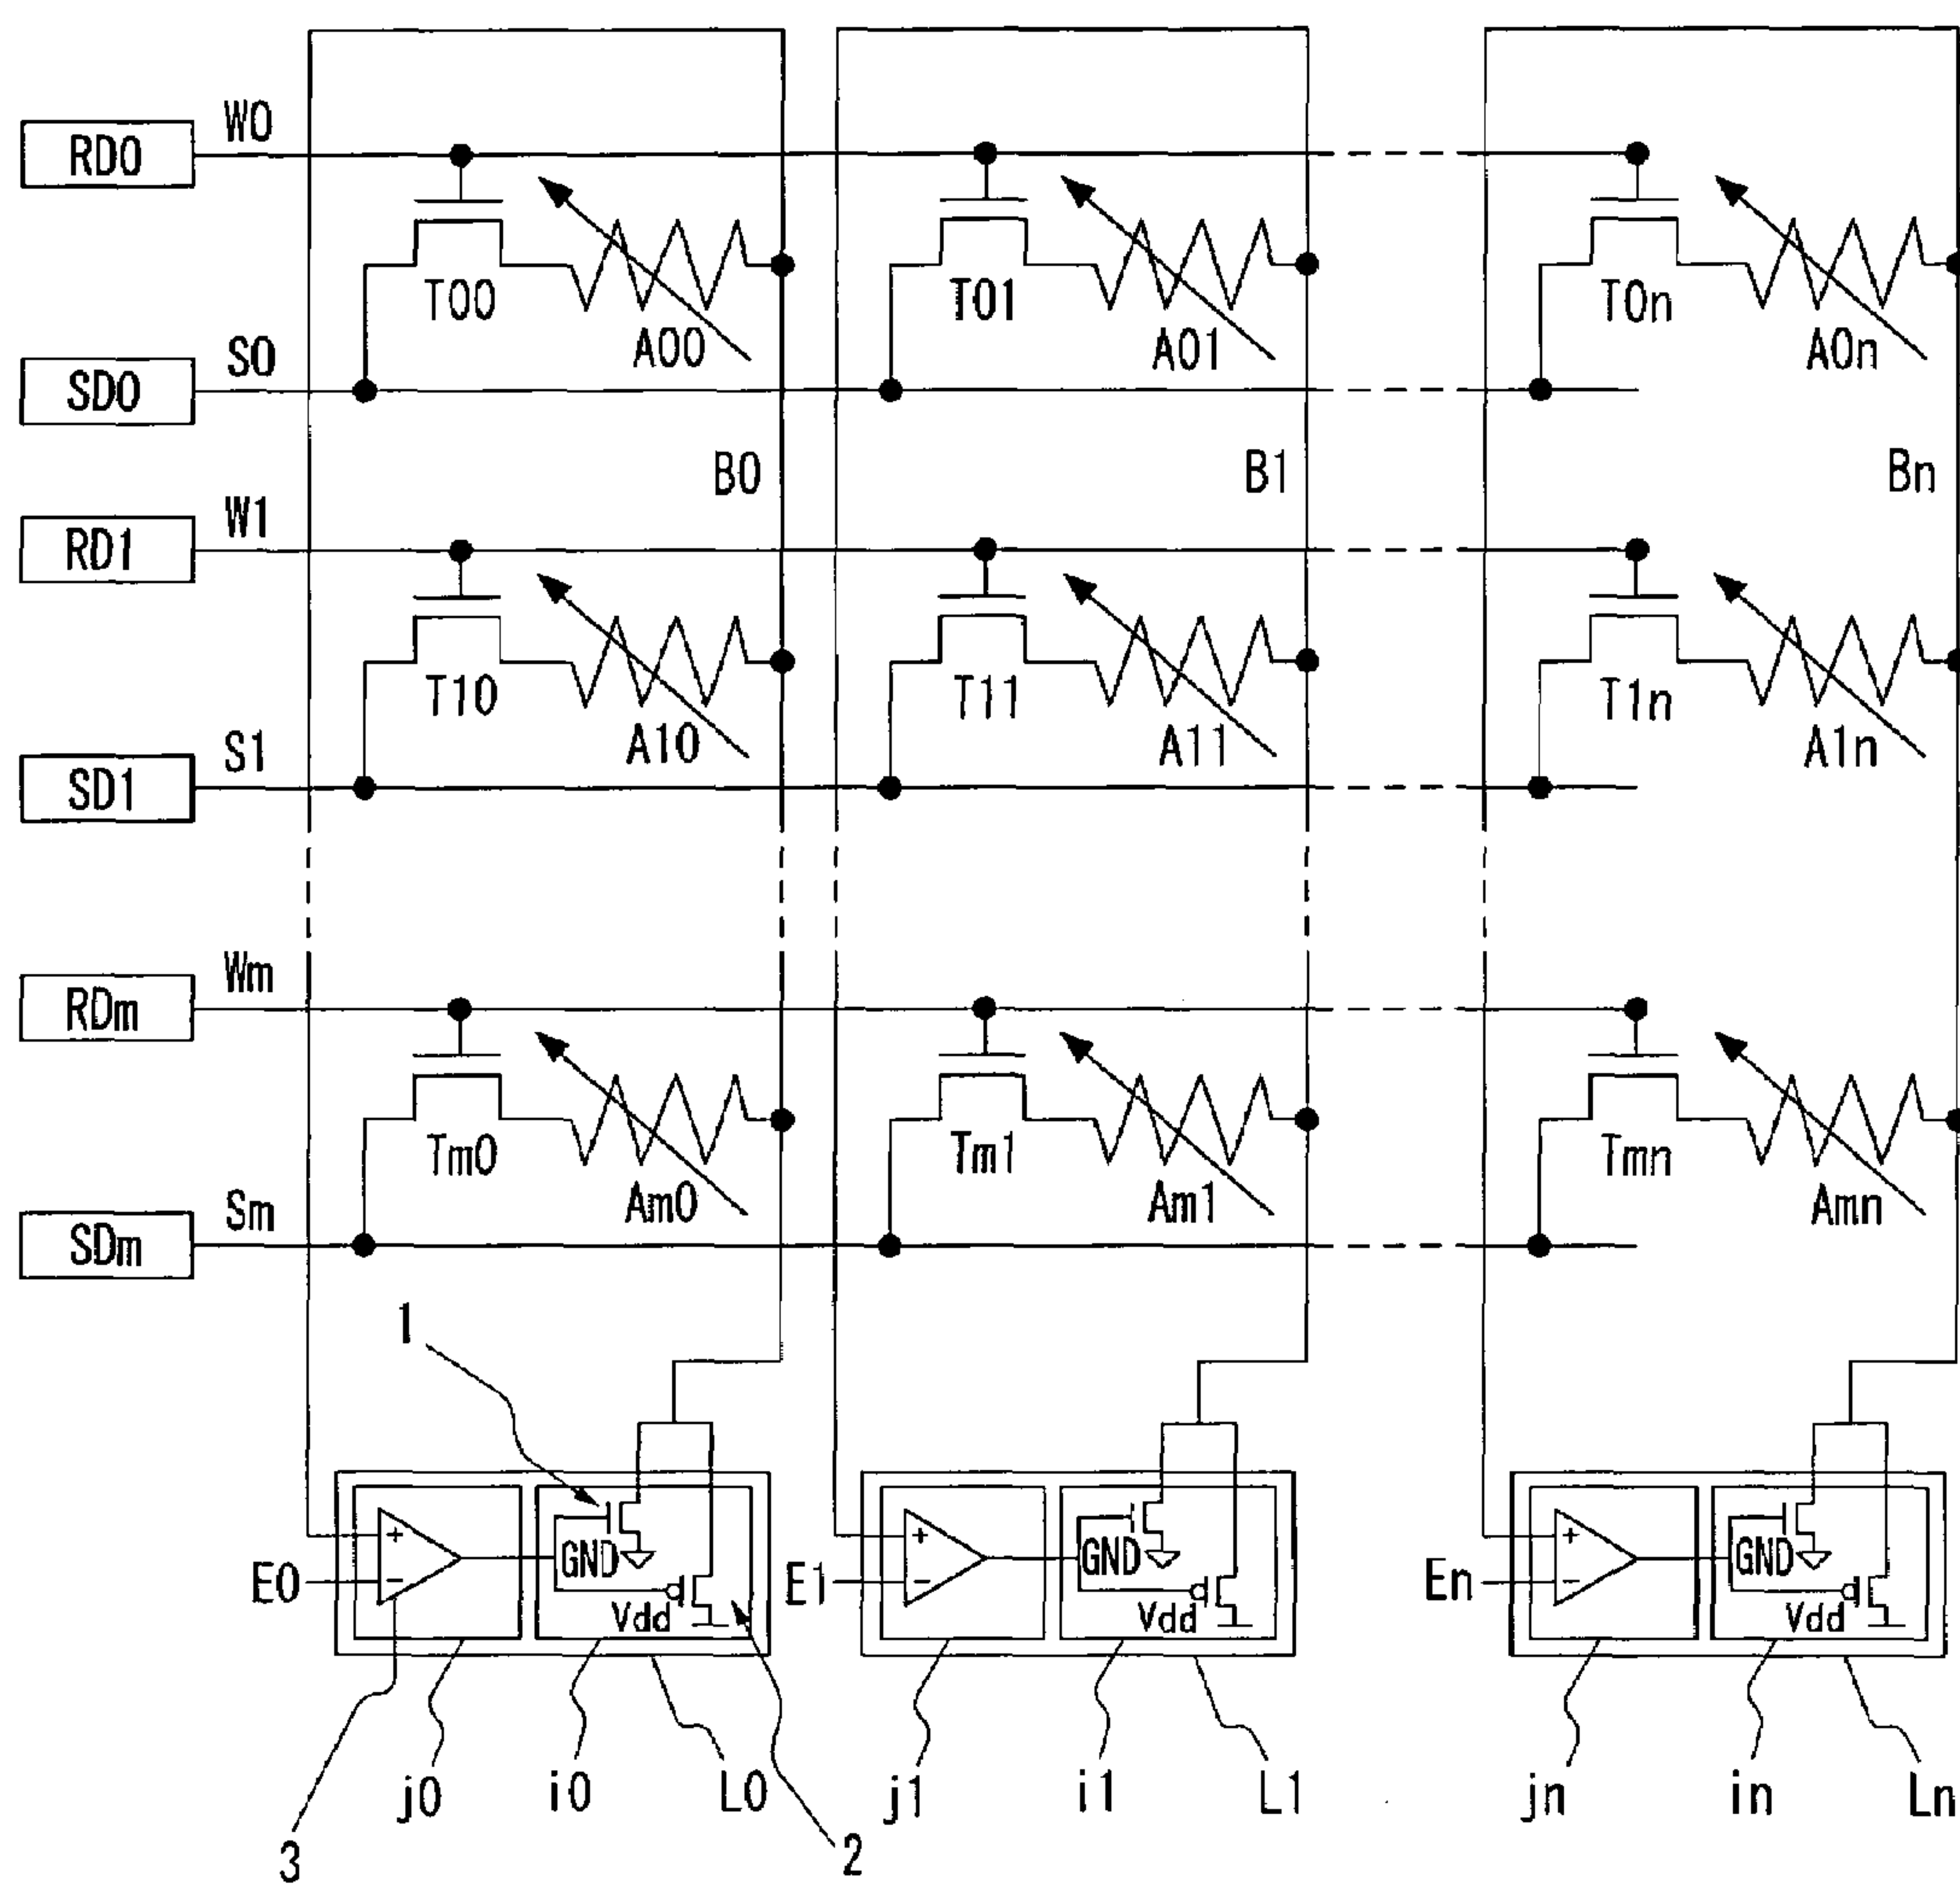 W0
RD0
T00 T01 T0n
A00 A01 A0n
S0
SD0
B0 B1 Bn
W1
RD1
T10 T11 T1n
A10 A11 A1n
S1
SD1
Wm
RDm
Tm0 Tm1 Tmn
Am0 Am1 Amn
Sm
SDm
1
+ + +
GND GND GND
E0 - E1 - En -
Vdd Vdd Vdd
j0 i0 L0 j1 i1 L1 jn in Ln
3 2